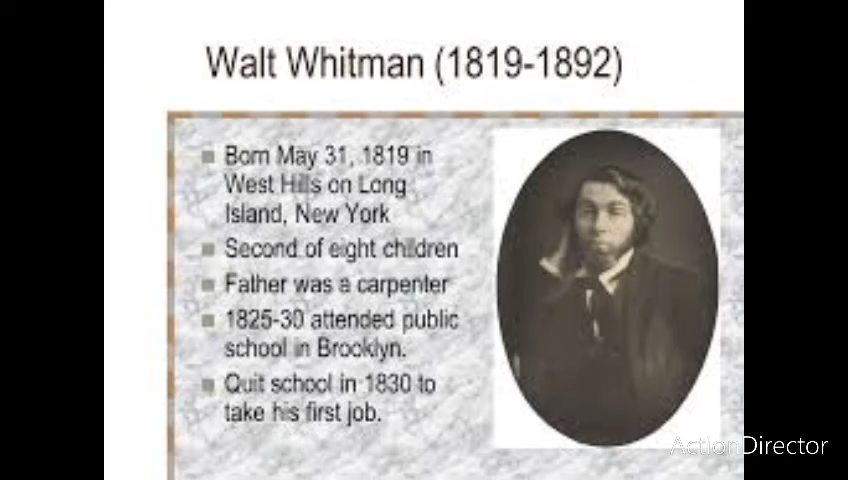 Walt Whitman (1819-1892)
Born May 31, 1819 in
West Hills on Long
Island, New York
Second of eight children
Father was a carpenter
1825-30 attended public
school in Brooklyn.
Quit school in 1830 to
take his first job.
ActionDirector